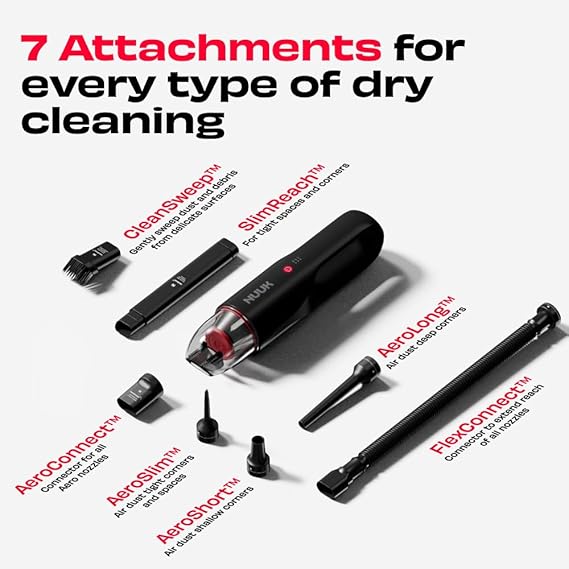 7 Attachments for
every type of dry
cleaning
CleanSweep™
Gently sweep dust and debris
from delicate surfaces
SlimReach™
For tight spaces and corners
NUUK
AeroLong™
Air dust deep corners
FlexConnect™
Connector to extend reach
of all nozzles
AeroConnect™
Connector for all
Aero nozzles
AeroSlim™
Air dust tight corners
and spaces
AeroShort™
Air dust shallow corners